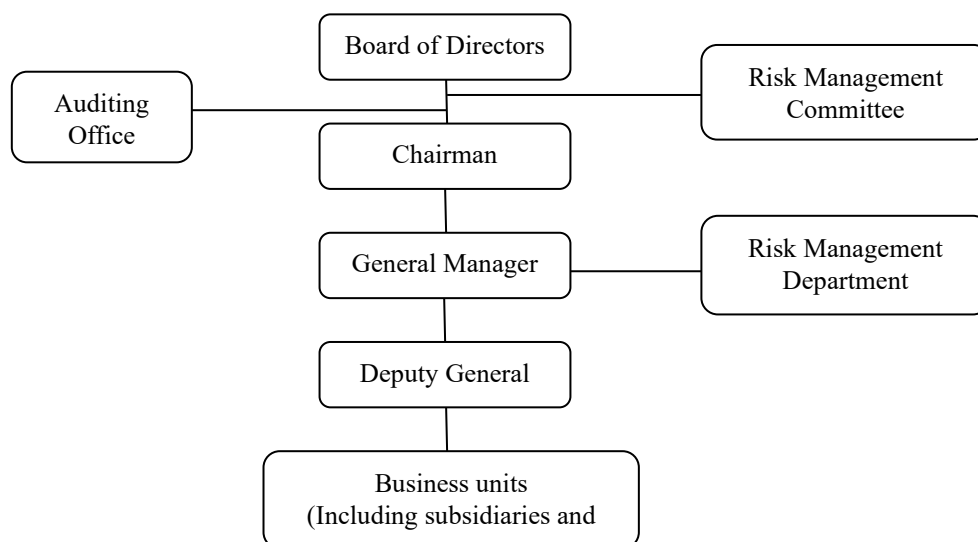 Board of Directors
Auditing
Office
Risk Management
Committee
Chairman
General Manager
Risk Management
Department
Deputy General
Business units
(Including subsidiaries and